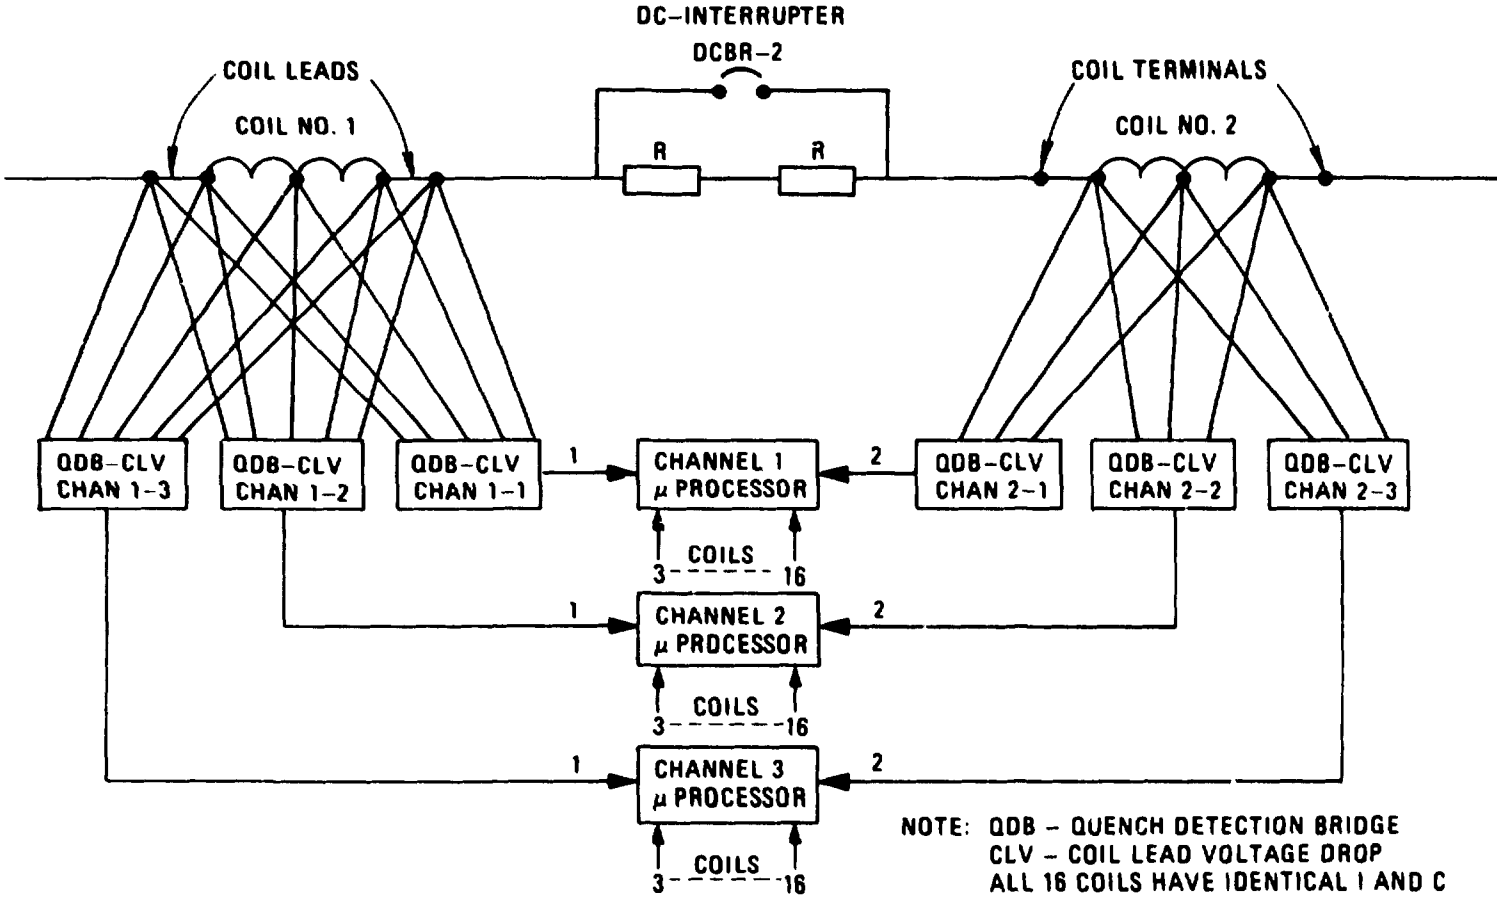 DC-INTERRUPTER
DCBR-2
COIL LEADS
COIL TERMINALS
COIL NO. 1
COIL NO. 2
R
R
QDB-CLV
CHAN 1-3
QDB-CLV
CHAN 1-2
QDB-CLV
CHAN 1-1
1
CHANNEL 1
μ PROCESSOR
2
QDB-CLV
CHAN 2-1
QDB-CLV
CHAN 2-2
QDB-CLV
CHAN 2-3
COILS
3 ------ 16
1
CHANNEL 2
μ PROCESSOR
2
COILS
3 ------ 16
1
CHANNEL 3
μ PROCESSOR
2
COILS
3 ------ 16
NOTE: QDB - QUENCH DETECTION BRIDGE
CLV - COIL LEAD VOLTAGE DROP
ALL 16 COILS HAVE IDENTICAL I AND C